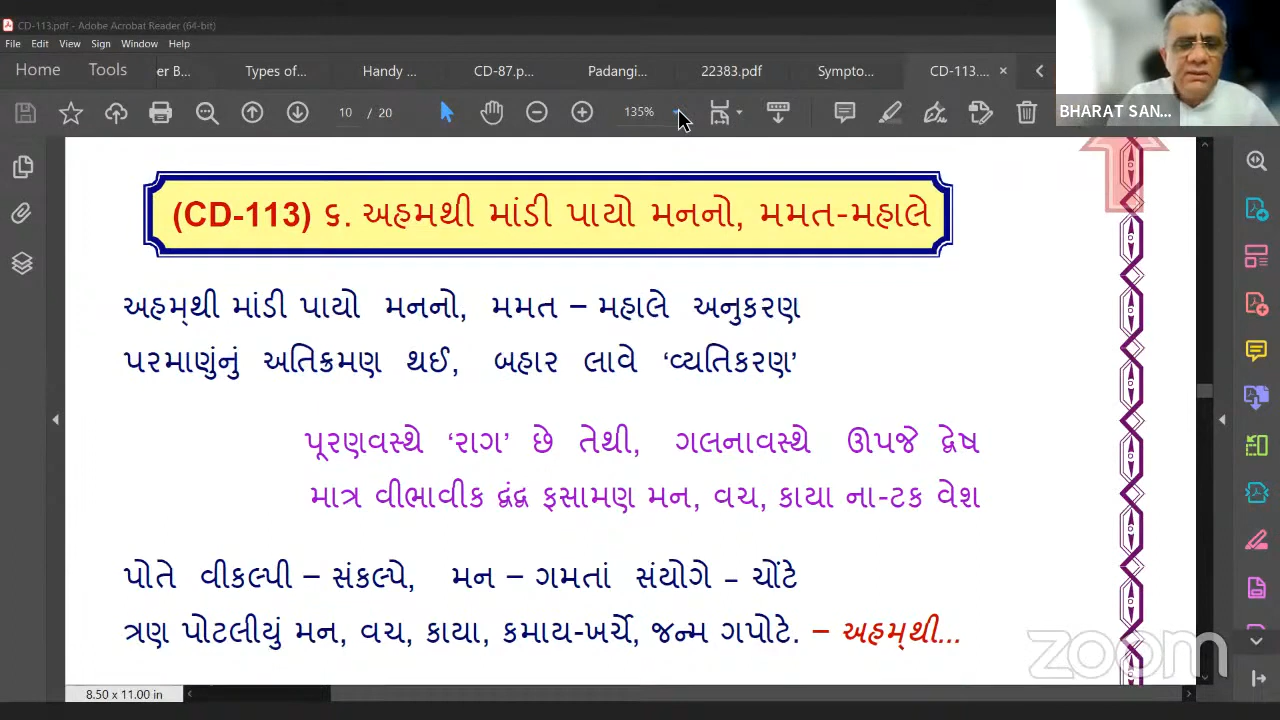 CD-113.pdf - Adobe Acrobat Reader (64-bit)
File Edit View Sign Window Help
Home Tools er B... Types of... Handy ... CD-87.p... Padangi... 22383.pdf Sympto... CD-113.... ×
10 / 20 135%
BHARAT SAN...
(CD-113) ૬. અહમથી માંડી પાયો મનનો, મમત-મહાલે
અહમ્‌થી માંડી પાયો મનનો, મમત – મહાલે અનુકરણ
પરમાણુંનું અતિક્રમણ થઈ, બહાર લાવે ‘વ્યતિકરણ’
પૂરણવસ્થે ‘રાગ’ છે તેથી, ગલનાવસ્થે ઊપજે દ્વેષ
માત્ર વીભાવીક દ્વંદ્વ ફસામણ મન, વચ, કાયા ના-ટક વેશ
પોતે વીકલ્પી – સંકલ્પે, મન – ગમતાં સંયોગે – ચોંટે
ત્રણ પોટલીયું મન, વચ, કાયા, કમાય-ખર્ચે, જન્મ ગપોટે. – અહમ્‌થી...
zoom
8.50 x 11.00 in